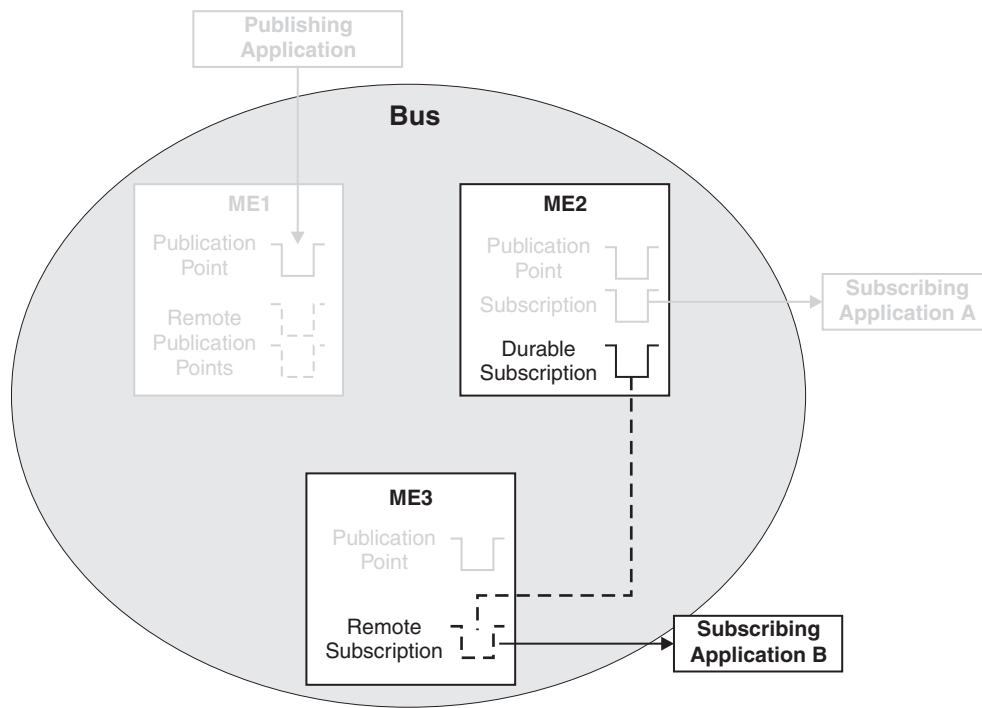 Publishing
Application
Bus
ME1
Publication
Point
Remote
Publication
Points
ME2
Publication
Point
Subscription
Durable
Subscription
Subscribing
Application A
ME3
Publication
Point
Remote
Subscription
Subscribing
Application B